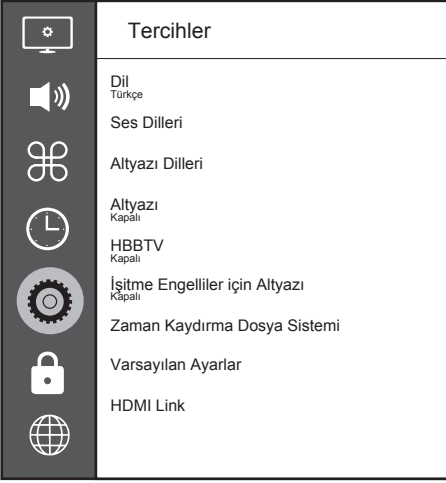 Tercihler
Dil
Türkçe
Ses Dilleri
Altyazı Dilleri
Altyazı
Kapalı
HBBTV
Kapalı
İşitme Engelliler için Altyazı
Kapalı
Zaman Kaydırma Dosya Sistemi
Varsayılan Ayarlar
HDMI Link